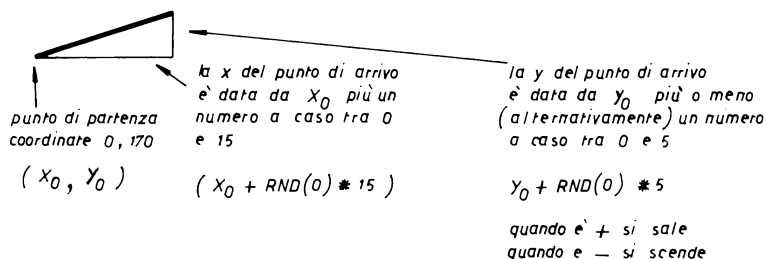 punto di partenza
coordinate 0,170
( X0 , Y0 )
la x del punto di arrivo
è data da X0 più un
numero a caso tra 0
e 15
( X0 + RND(0) * 15 )
la y del punto di arrivo
è data da Y0 più o meno
(alternativamente) un numero
a caso tra 0 e 5
Y0 + RND(0) * 5
quando è + si sale
quando e — si scende